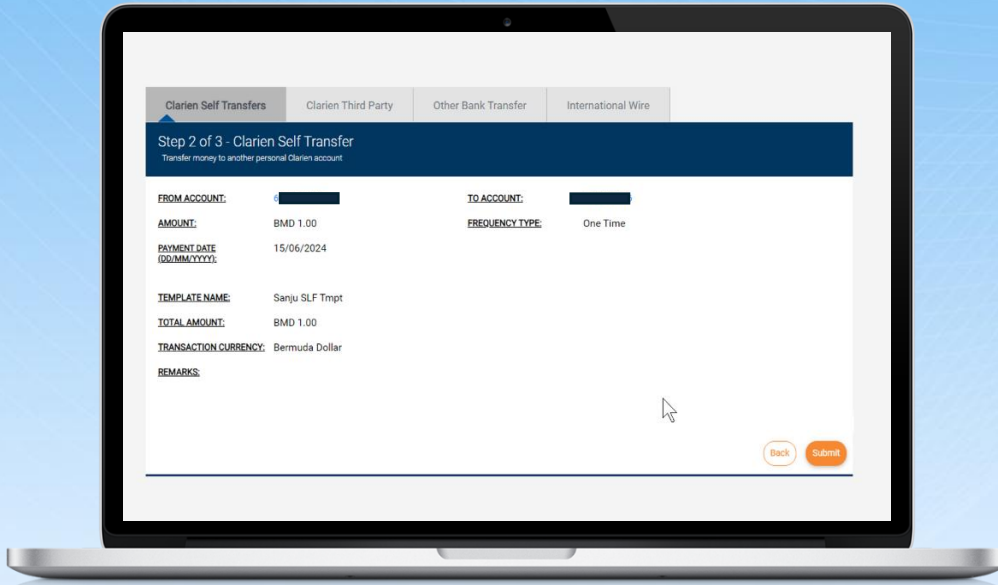 Clarien Self Transfers
Clarien Third Party
Other Bank Transfer
International Wire
Step 2 of 3 - Clarien Self Transfer
Transfer money to another personal Clarien account
FROM ACCOUNT: 6
TO ACCOUNT:
AMOUNT: BMD 1.00
FREQUENCY TYPE: One Time
PAYMENT DATE
(DD/MM/YYYY): 15/06/2024
TEMPLATE NAME: Sanju SLF Tmpt
TOTAL AMOUNT: BMD 1.00
TRANSACTION CURRENCY: Bermuda Dollar
REMARKS:
Back
Submit